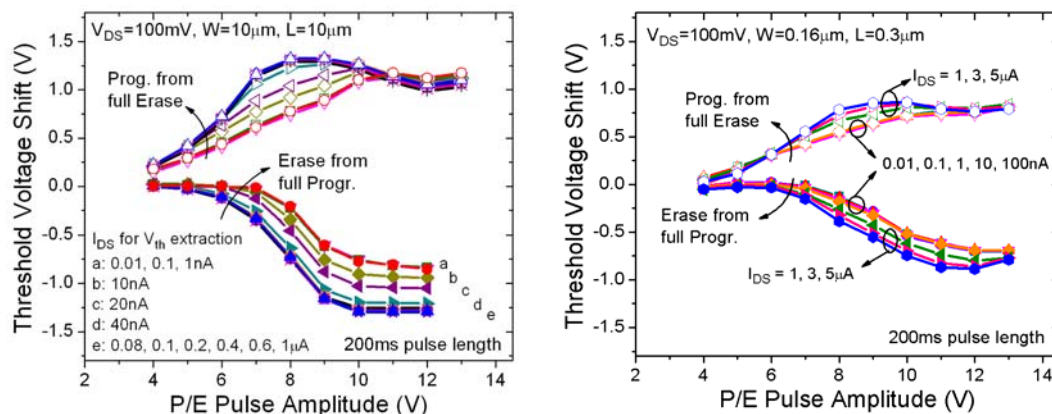 V_DS=100mV, W=10μm, L=10μm
Threshold Voltage Shift (V)
1.5
1.0
0.5
0.0
-0.5
-1.0
-1.5
Prog. from
full Erase
Erase from
full Progr.
I_DS for V_th extraction
a: 0.01, 0.1, 1nA
b: 10nA
c: 20nA
d: 40nA
e: 0.08, 0.1, 0.2, 0.4, 0.6, 1μA
a
b
c
d
e
200ms pulse length
2 4 6 8 10 12 14
P/E Pulse Amplitude (V)
V_DS=100mV, W=0.16μm, L=0.3μm
Threshold Voltage Shift (V)
1.5
1.0
0.5
0.0
-0.5
-1.0
-1.5
I_DS = 1, 3, 5μA
Prog. from
full Erase
0.01, 0.1, 1, 10, 100nA
Erase from
full Progr.
I_DS = 1, 3, 5μA
200ms pulse length
2 4 6 8 10 12 14
P/E Pulse Amplitude (V)